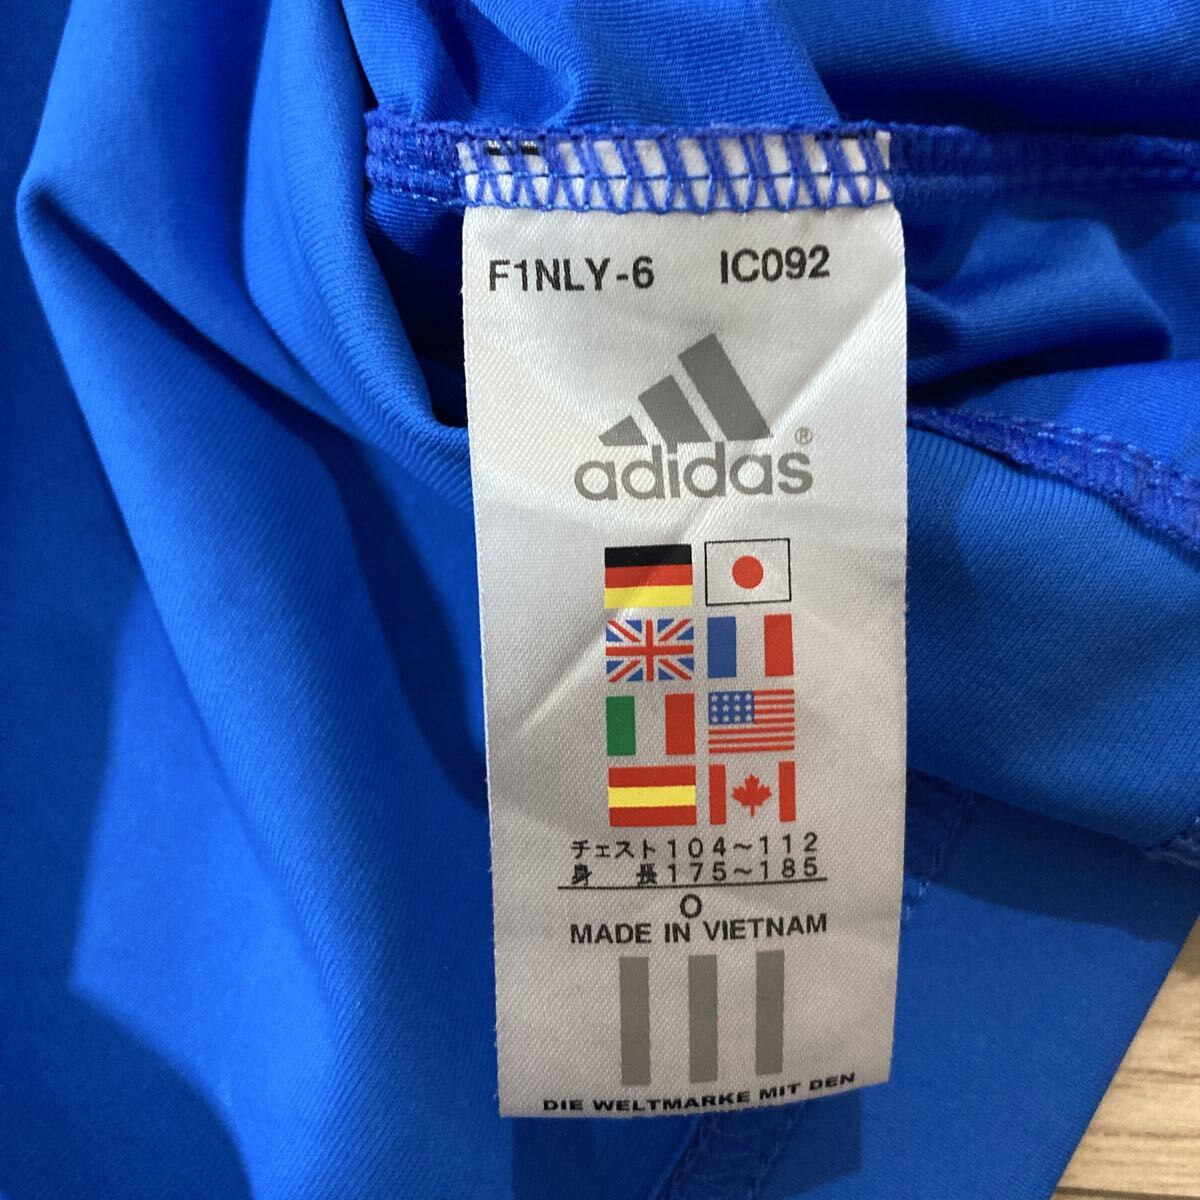 F1NLY-6 IC092
adidas®
チェスト104~112
身長175~185
O
MADE IN VIETNAM
DIE WELTMARKE MIT DEN